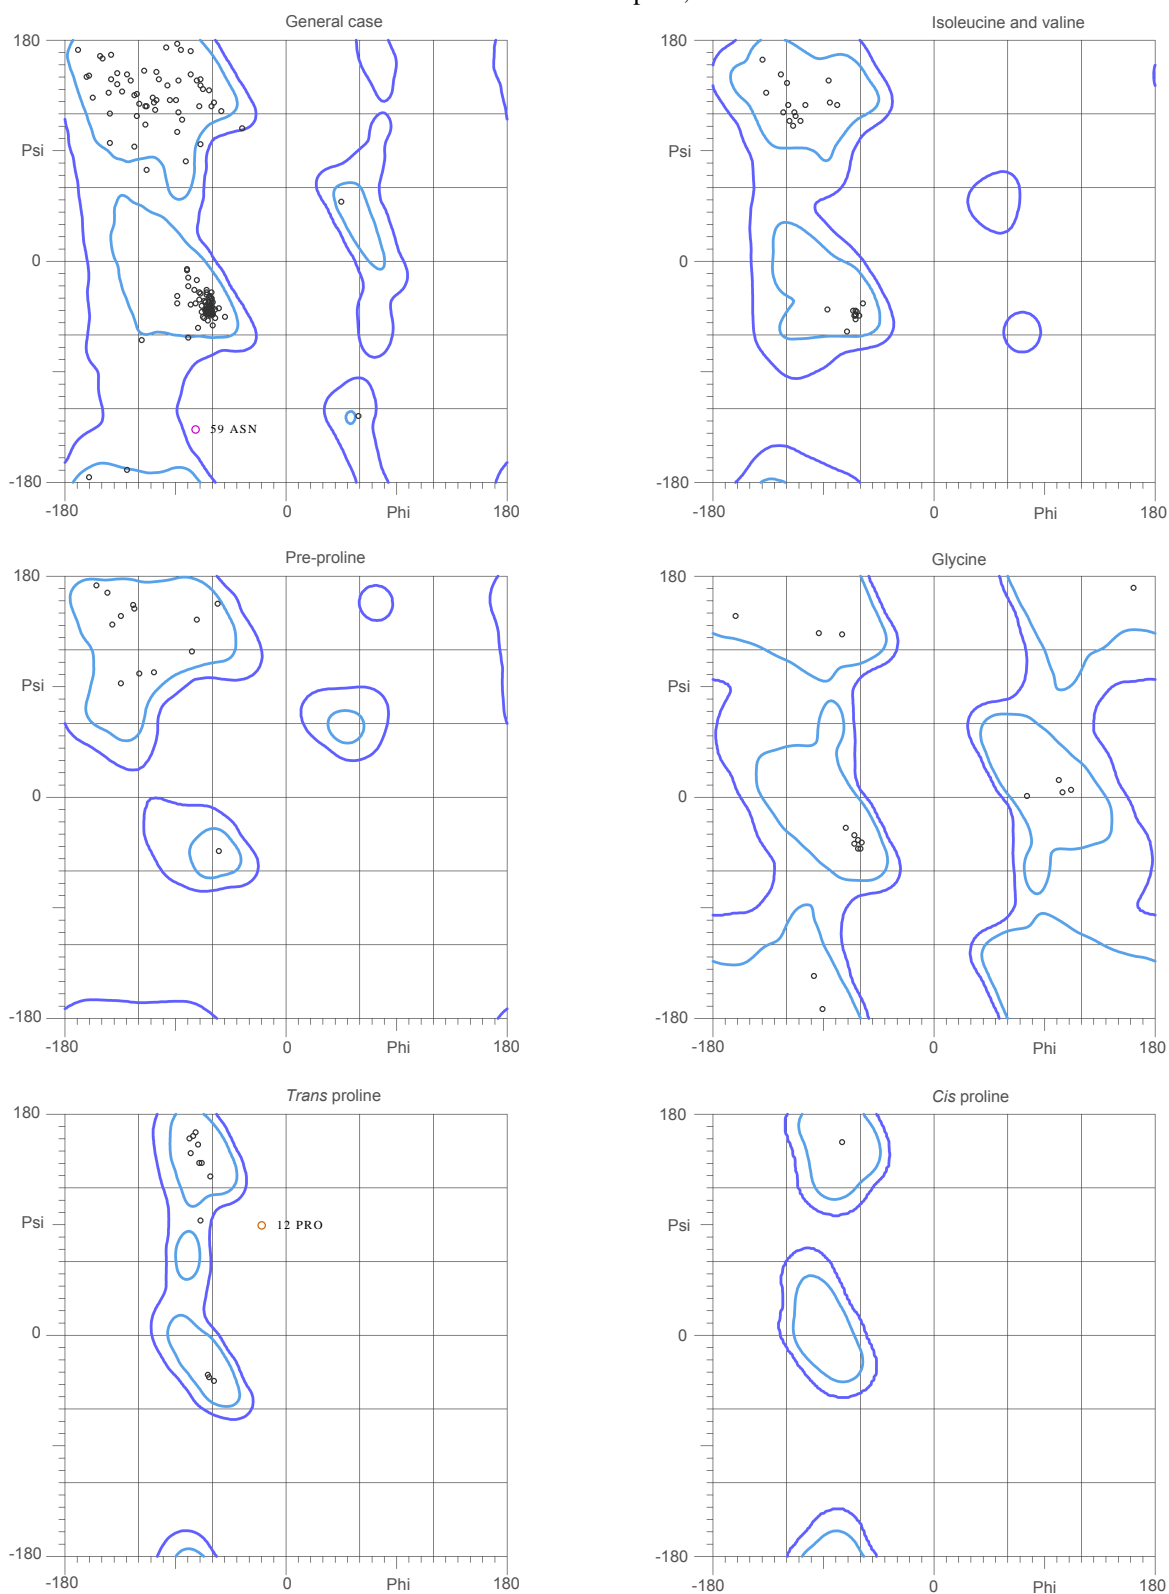 General case
180
Psi
0
-180
59 ASN
-180
0
Phi
180
Isoleucine and valine
180
Psi
0
-180
-180
0
Phi
180
Pre-proline
180
Psi
0
-180
-180
0
Phi
180
Glycine
180
Psi
0
-180
-180
0
Phi
180
Trans proline
180
Psi
12 PRO
0
-180
-180
0
Phi
180
Cis proline
180
Psi
0
-180
-180
0
Phi
180